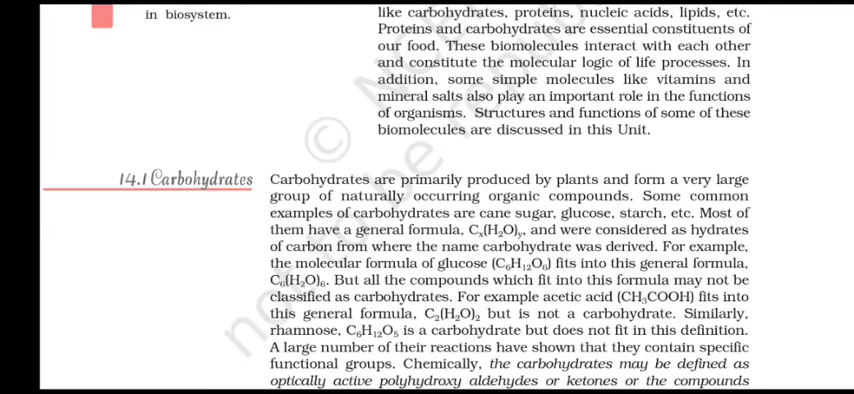 in biosystem.
like carbohydrates, proteins, nucleic acids, lipids, etc.
Proteins and carbohydrates are essential constituents of
our food. These biomolecules interact with each other
and constitute the molecular logic of life processes. In
addition, some simple molecules like vitamins and
mineral salts also play an important role in the functions
of organisms. Structures and functions of some of these
biomolecules are discussed in this Unit.
14.1 Carbohydrates
Carbohydrates are primarily produced by plants and form a very large
group of naturally occurring organic compounds. Some common
examples of carbohydrates are cane sugar, glucose, starch, etc. Most of
them have a general formula, Cₓ(H₂O)ᵧ, and were considered as hydrates
of carbon from where the name carbohydrate was derived. For example,
the molecular formula of glucose (C₆H₁₂O₆) fits into this general formula,
C₆(H₂O)₆. But all the compounds which fit into this formula may not be
classified as carbohydrates. For example acetic acid (CH₃COOH) fits into
this general formula, C₂(H₂O)₂ but is not a carbohydrate. Similarly,
rhamnose, C₆H₁₂O₅ is a carbohydrate but does not fit in this definition.
A large number of their reactions have shown that they contain specific
functional groups. Chemically, the carbohydrates may be defined as
optically active polyhydroxy aldehydes or ketones or the compounds
© NC
not to be repu